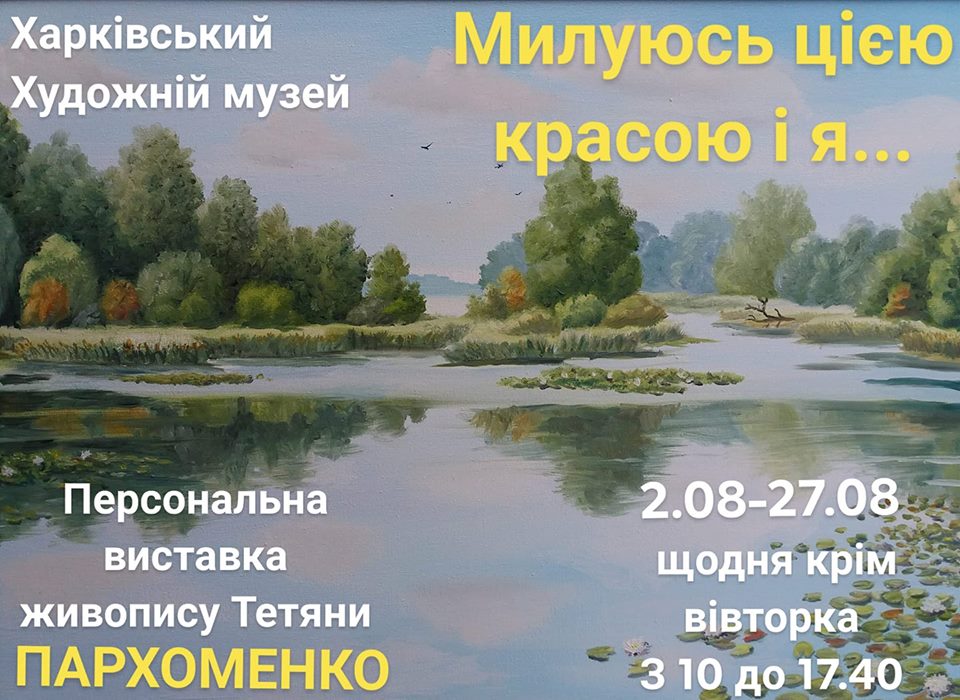 Харківський
Художній музей
Милуюсь цією
красою і я...
Персональна
виставка
живопису Тетяни
ПАРХОМЕНКО
2.08-27.08
щодня крім
вівторка
З 10 до 17.40